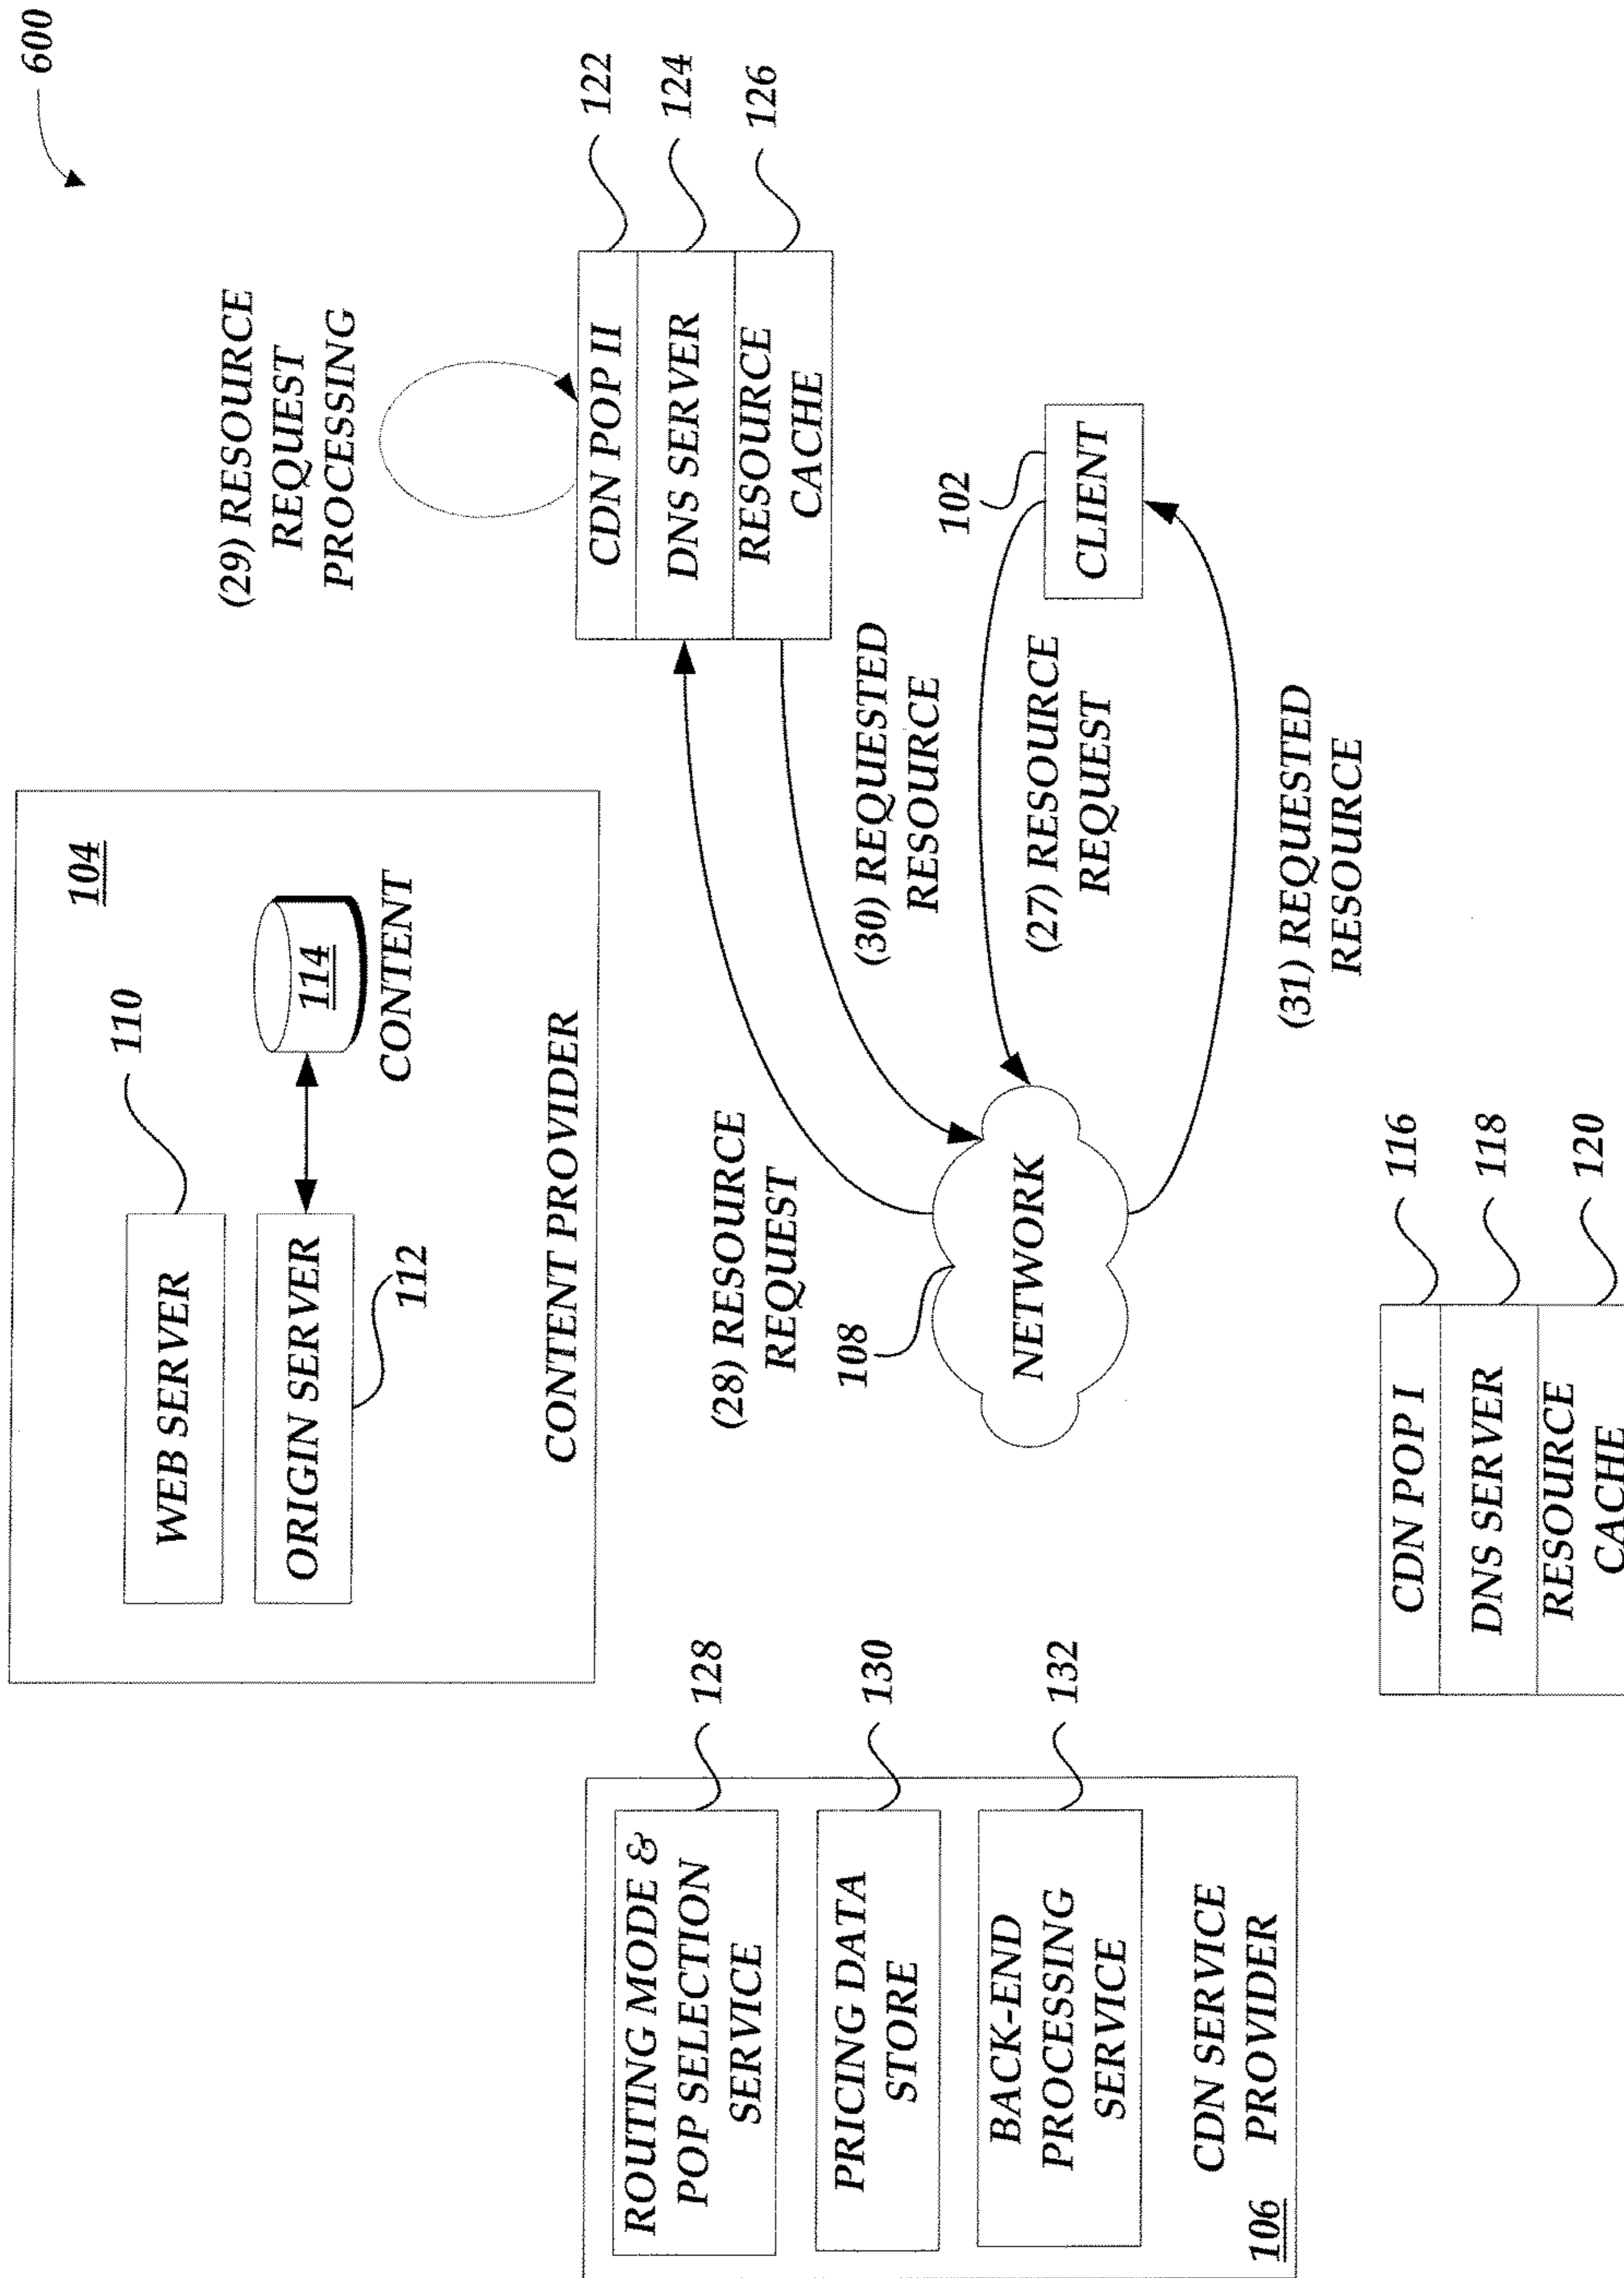 600
104
WEB SERVER
110
ORIGIN SERVER
112
114
CONTENT
CONTENT PROVIDER
(29) RESOURCE
REQUEST
PROCESSING
CDN POP II
122
DNS SERVER
124
RESOURCE
CACHE
126
ROUTING MODE &
POP SELECTION
SERVICE
128
PRICING DATA
STORE
130
BACK-END
PROCESSING
SERVICE
132
CDN SERVICE
PROVIDER
106
(28) RESOURCE
REQUEST
108
NETWORK
(30) REQUESTED
RESOURCE
(27) RESOURCE
REQUEST
102
CLIENT
(31) REQUESTED
RESOURCE
CDN POP I
116
DNS SERVER
118
RESOURCE
CACHE
120